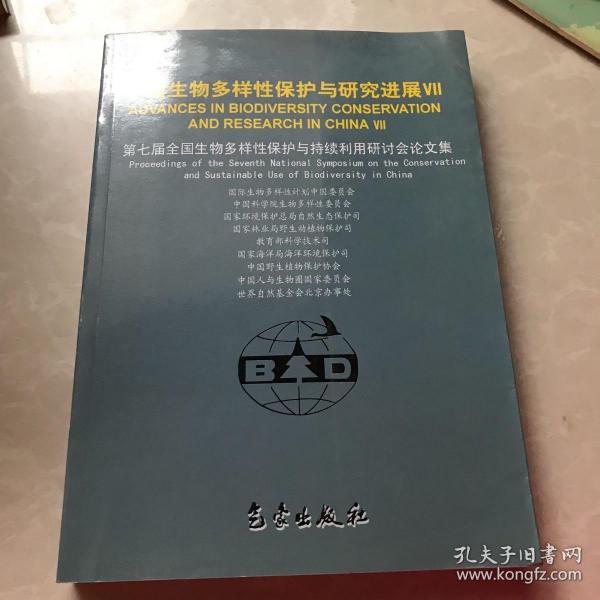 生物多样性保护与研究进展VII
ADVANCES IN BIODIVERSITY CONSERVATION
AND RESEARCH IN CHINA VII
第七届全国生物多样性保护与持续利用研讨会论文集
Proceedings of the Seventh National Symposium on the Conservation
and Sustainable Use of Biodiversity in China
国际生物多样性计划中国委员会
中国科学院生物多样性委员会
国家环境保护总局自然生态保护司
国家林业局野生动植物保护司
教育部科学技术司
国家海洋局海洋环境保护司
中国野生植物保护协会
中国人与生物圈国家委员会
世界自然基金会北京办事处
B D
气象出版社
孔夫子旧书网
www.kongfz.com